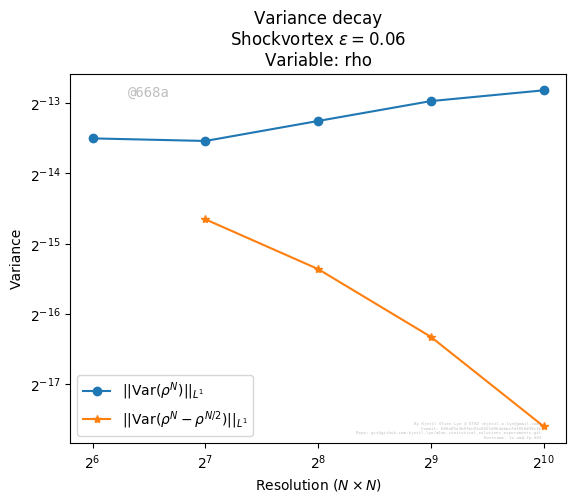 Variance decay
Shockvortex ε = 0.06
Variable: rho
@668a
Variance
2^{-13}
2^{-14}
2^{-15}
2^{-16}
2^{-17}
||Var(ρ^N)||_{L^1}
||Var(ρ^N − ρ^{N/2})||_{L^1}
2^6
2^7
2^8
2^9
2^{10}
Resolution (N × N)